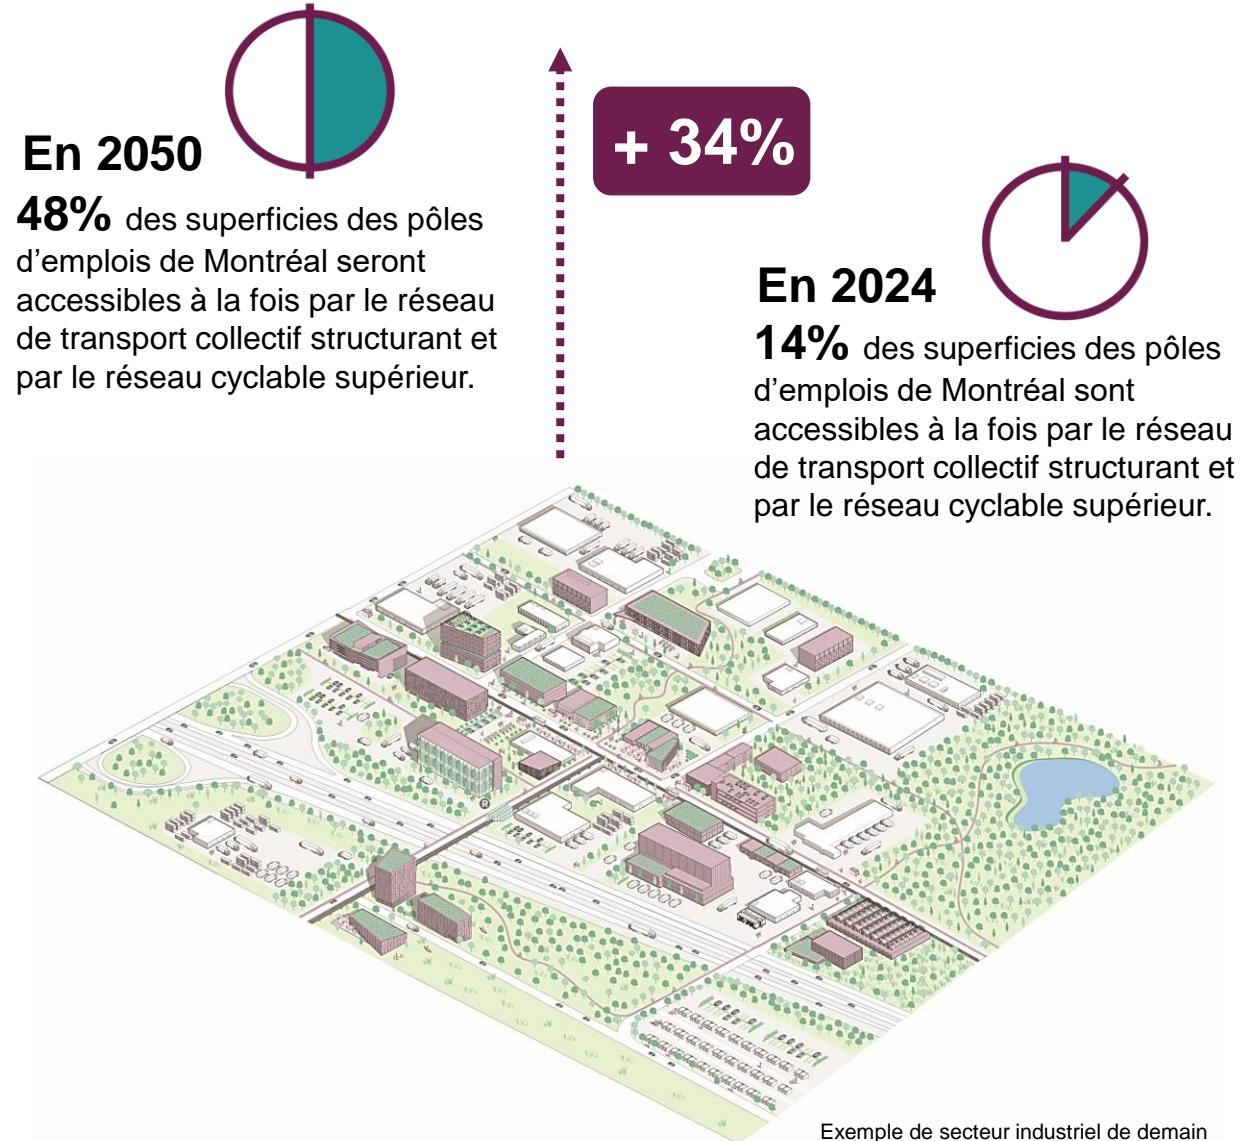 En 2050
48% des superficies des pôles
d'emplois de Montréal seront
accessibles à la fois par le réseau
de transport collectif structurant et
par le réseau cyclable supérieur.
+ 34%
En 2024
14% des superficies des pôles
d'emplois de Montréal sont
accessibles à la fois par le réseau
de transport collectif structurant et
par le réseau cyclable supérieur.
R
Exemple de secteur industriel de demain